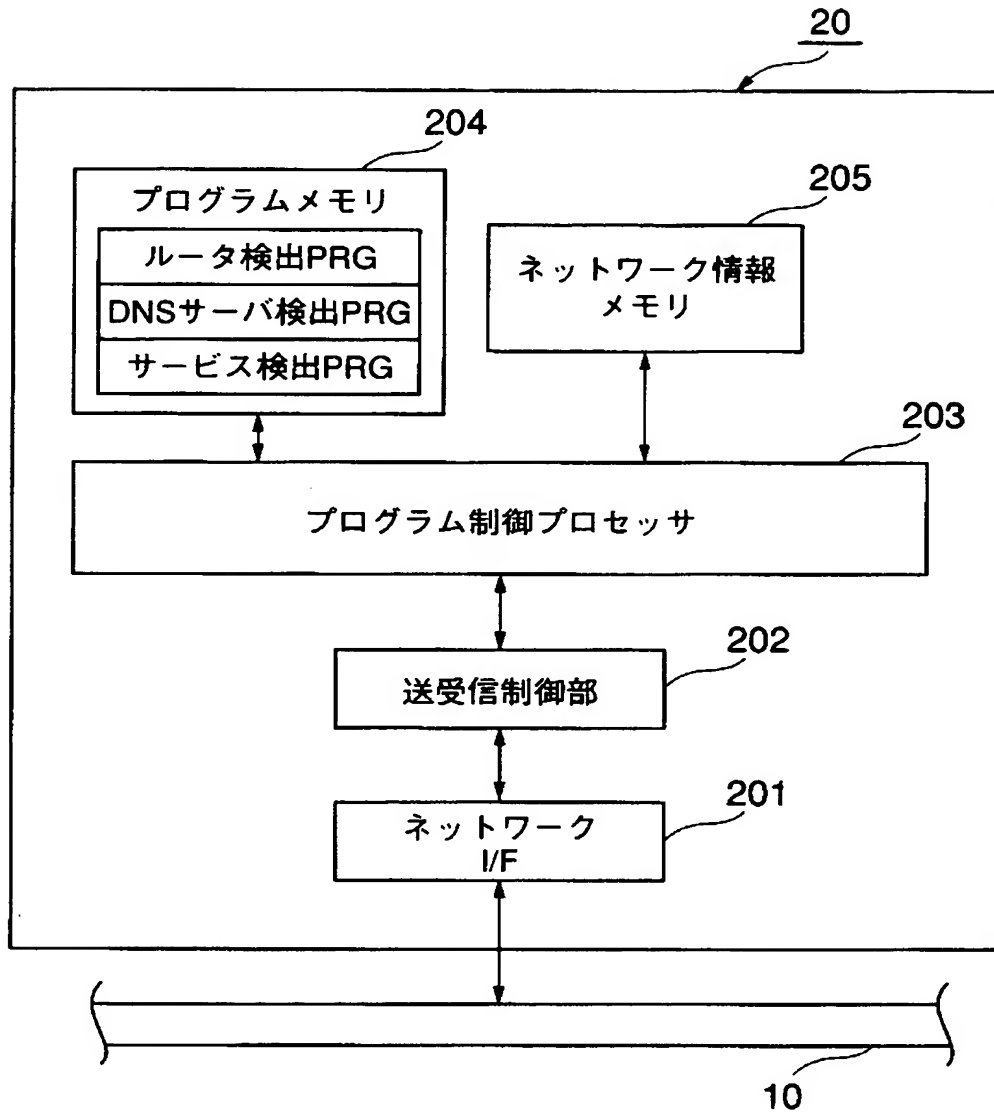 20
204
プログラムメモリ
ルータ検出PRG
DNSサーバ検出PRG
サービス検出PRG
205
ネットワーク情報
メモリ
203
プログラム制御プロセッサ
202
送受信制御部
201
ネットワーク
I/F
10